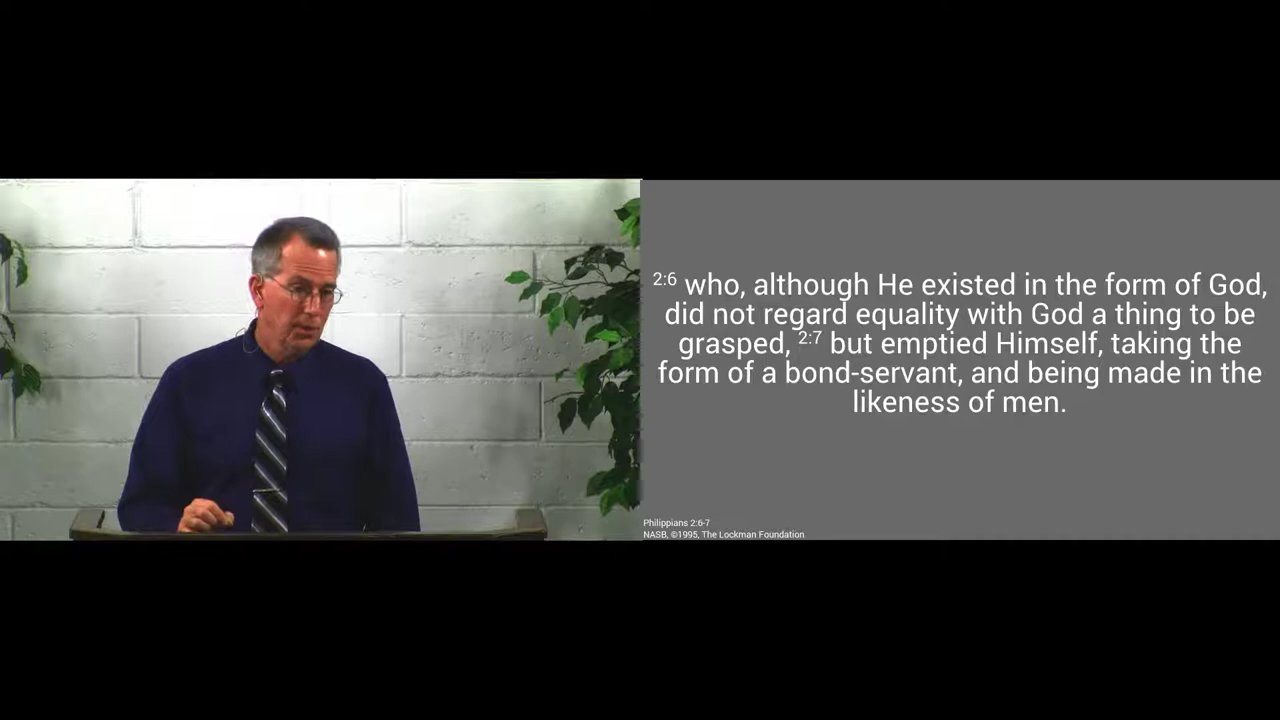 2:6 who, although He existed in the form of God,
did not regard equality with God a thing to be
grasped, 2:7 but emptied Himself, taking the
form of a bond-servant, and being made in the
likeness of men.
Philippians 2:6-7
NASB, ©1995, The Lockman Foundation